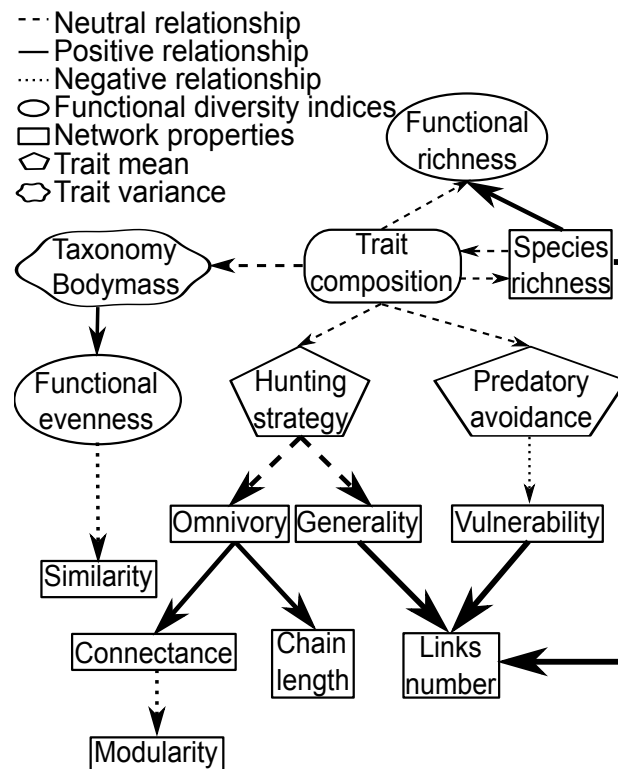 Neutral relationship
Positive relationship
Negative relationship
Functional diversity indices
Network properties
Trait mean
Trait variance
Functional
richness
Taxonomy
Bodymass
Trait
composition
Species
richness
Functional
evenness
Hunting
strategy
Predatory
avoidance
Omnivory
Generality
Vulnerability
Similarity
Connectance
Chain
length
Links
number
Modularity